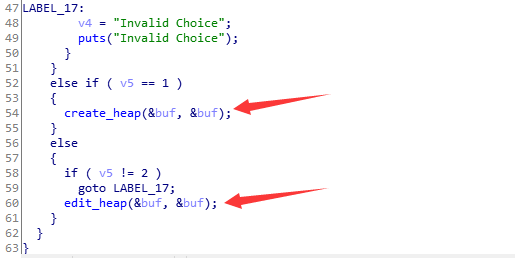 47 LABEL_17:
48 v4 = "Invalid Choice";
49 puts("Invalid Choice");
50 }
51 }
52 else if ( v5 == 1 )
53 {
54 create_heap(&buf, &buf);
55 }
56 else
57 {
58 if ( v5 != 2 )
59 goto LABEL_17;
60 edit_heap(&buf, &buf);
61 }
62 }
63 }